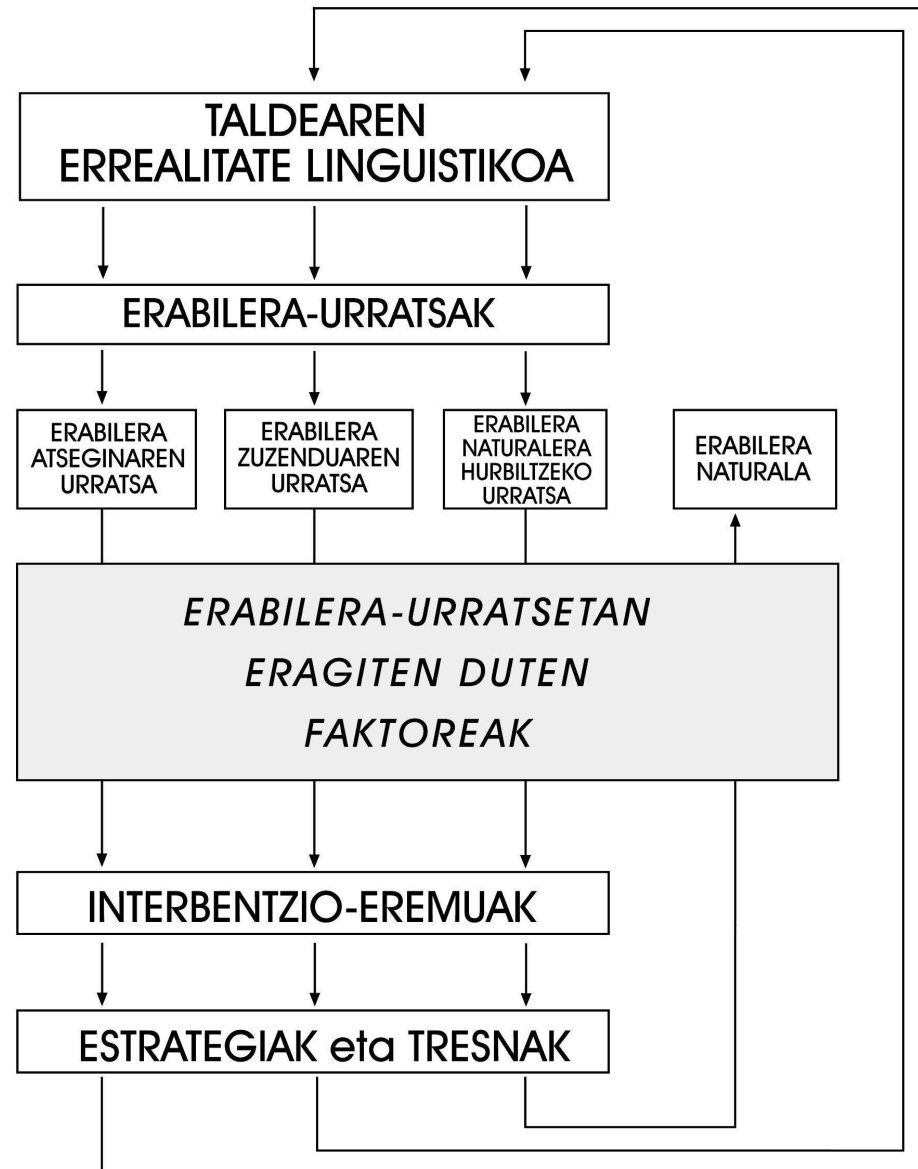 TALDEAREN
ERREALITATE LINGUISTIKOA
ERABILERA-URRATSAK
ERABILERA
ATSEGINAREN
URRATSA
ERABILERA
ZUZENDUAREN
URRATSA
ERABILERA
NATURALERA
HURBILTZEKO
URRATSA
ERABILERA
NATURALA
ERABILERA-URRATSETAN
ERAGITEN DUTEN
FAKTOREAK
INTERBENTZIO-EREMUAK
ESTRATEGIAK eta TRESNAK